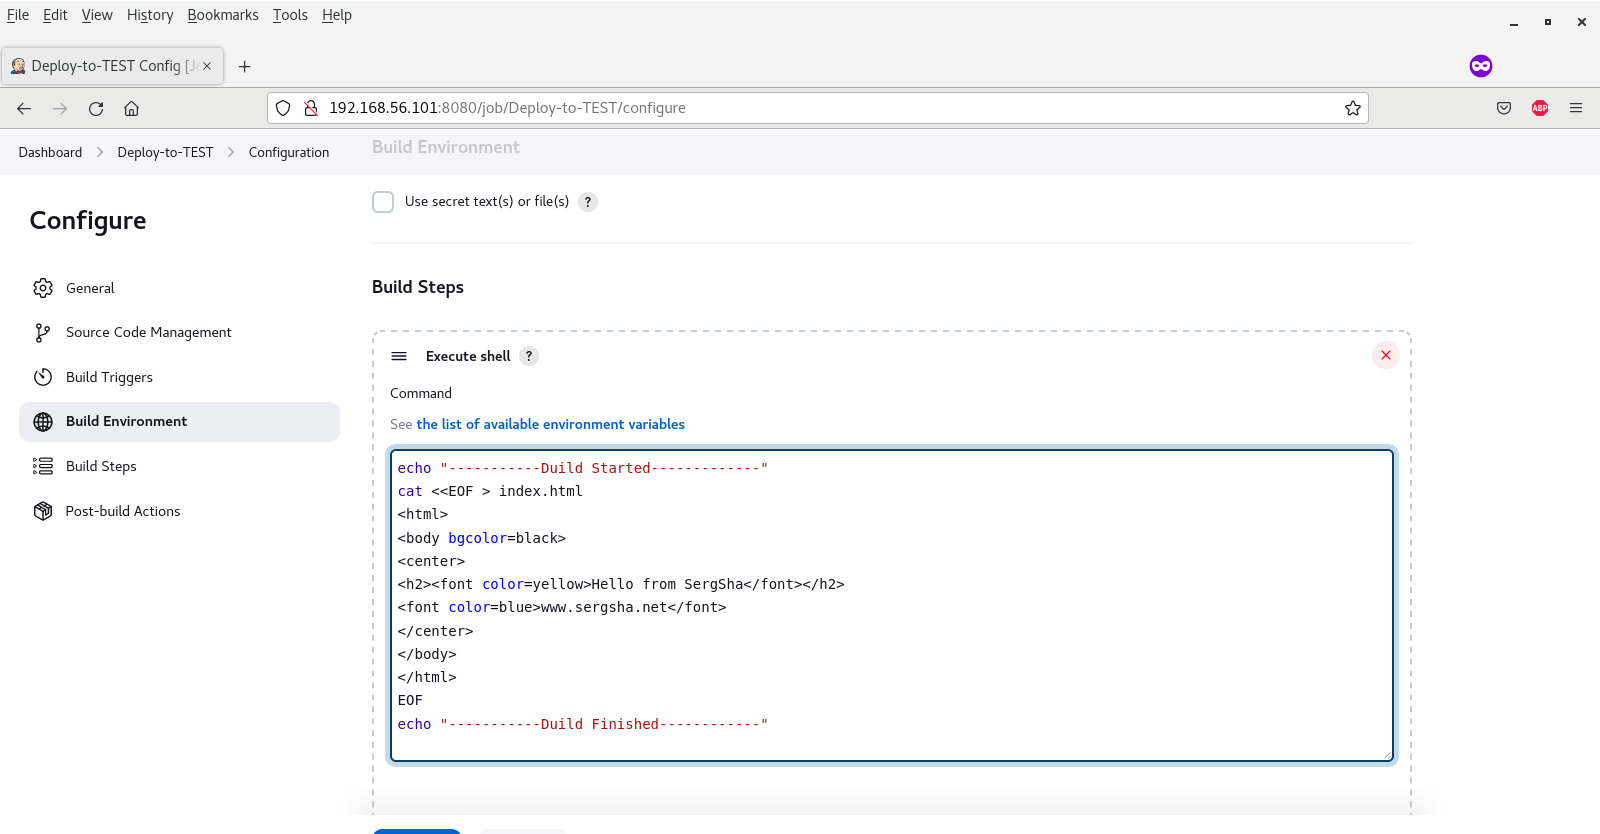 File Edit View History Bookmarks Tools Help
Deploy-to-TEST Config [Je
192.168.56.101:8080/job/Deploy-to-TEST/configure
ABP
Dashboard Deploy-to-TEST Configuration
Build Environment
Configure
General
Source Code Management
Build Triggers
Build Environment
Build Steps
Post-build Actions
Use secret text(s) or file(s) ?
Build Steps
Execute shell ?
Command
See the list of available environment variables
echo "-----------Duild Started-------------"
cat <<EOF > index.html
<html>
<body bgcolor=black>
<center>
<h2><font color=yellow>Hello from SergSha</font></h2>
<font color=blue>www.sergsha.net</font>
</center>
</body>
</html>
EOF
echo "-----------Duild Finished------------"